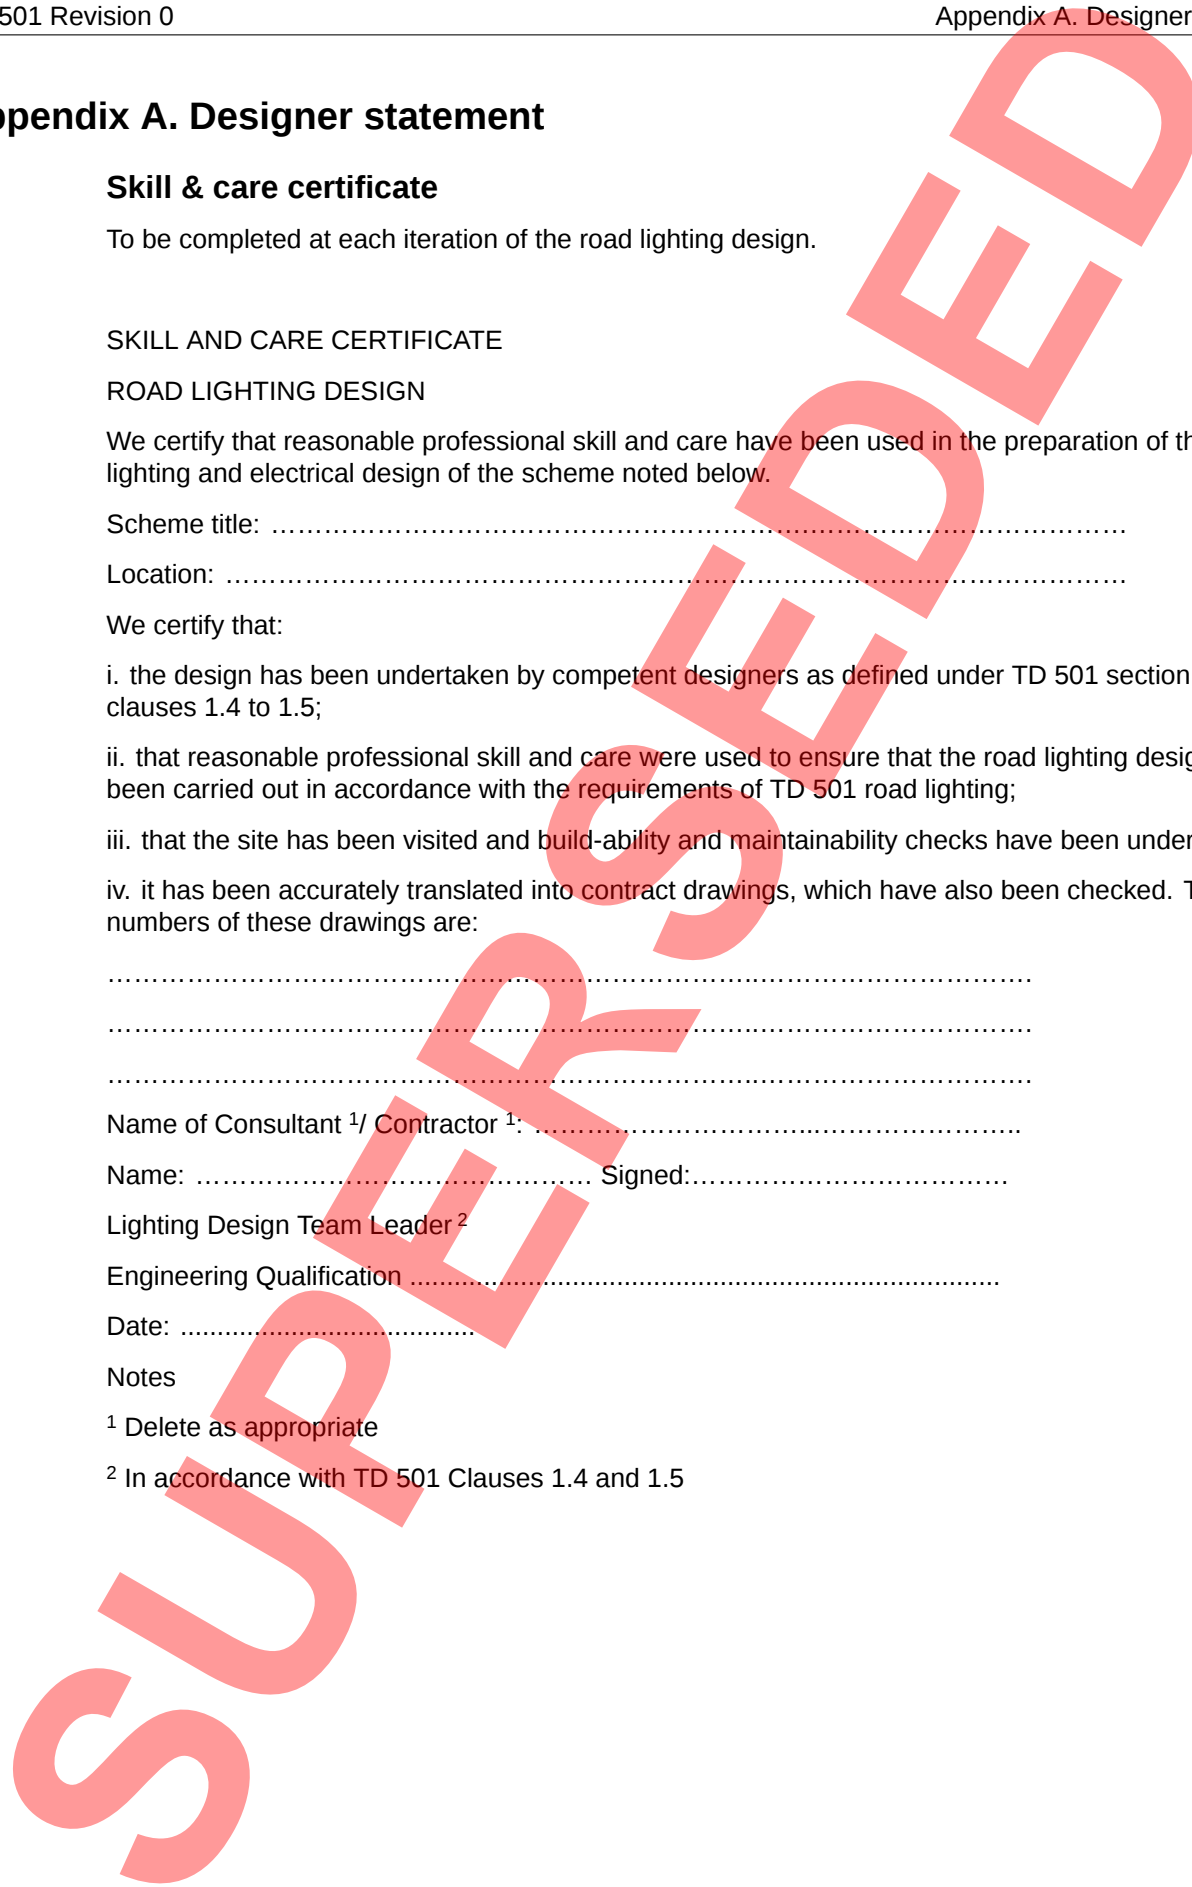 501 Revision 0 Appendix A. Designer
ppendix A. Designer statement
Skill & care certificate
To be completed at each iteration of the road lighting design.
SKILL AND CARE CERTIFICATE
ROAD LIGHTING DESIGN
We certify that reasonable professional skill and care have been used in the preparation of th
lighting and electrical design of the scheme noted below.
Scheme title: ……………………………………………………………………………………
Location: …………………………………………………………………………………………
We certify that:
i. the design has been undertaken by competent designers as defined under TD 501 section
clauses 1.4 to 1.5;
ii. that reasonable professional skill and care were used to ensure that the road lighting desig
been carried out in accordance with the requirements of TD 501 road lighting;
iii. that the site has been visited and build-ability and maintainability checks have been under
iv. it has been accurately translated into contract drawings, which have also been checked. T
numbers of these drawings are:
………………………………………………………………..………………………….
………………………………………………………………..………………………….
………………………………………………………………..………………………….
Name of Consultant ¹/ Contractor ¹: …………………………..…………………..
Name: ……………………………………… Signed:………………………………
Lighting Design Team Leader ²
Engineering Qualification ................................................................................
Date: ........................................
Notes
¹ Delete as appropriate
² In accordance with TD 501 Clauses 1.4 and 1.5
SUPERSEDED